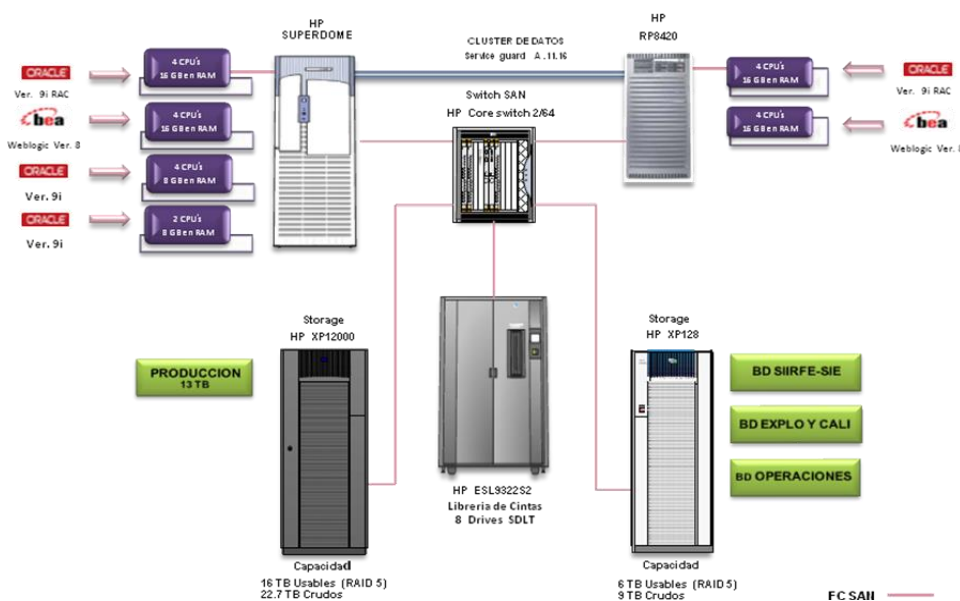 HP
SUPERDOME
HP
RP8420
CLUSTER DE DATOS
Service guard A.11.16
Switch SAN
HP Core switch 2/64
ORACLE
Ver. 9i RAC
4 CPU's
16 GB en RAM
bea
Weblogic Ver. 8
4 CPU's
16 GB en RAM
ORACLE
Ver. 9i
4 CPU's
8 GB en RAM
ORACLE
Ver. 9i
2 CPU's
8 GB en RAM
4 CPU's
16 GB en RAM
ORACLE
Ver. 9i RAC
4 CPU's
16 GB en RAM
bea
Weblogic Ver. 8
Storage
HP XP12000
PRODUCCION
13 TB
Capacidad
16 TB Usables (RAID 5)
22.7 TB Crudos
HP ESL9322S2
Libreria de Cintas
8 Drives SDLT
Storage
HP XP128
BD SIIRFE-SIE
BD EXPLO Y CALI
BD OPERACIONES
Capacidad
6 TB Usables (RAID 5)
9 TB Crudos
FC SAN